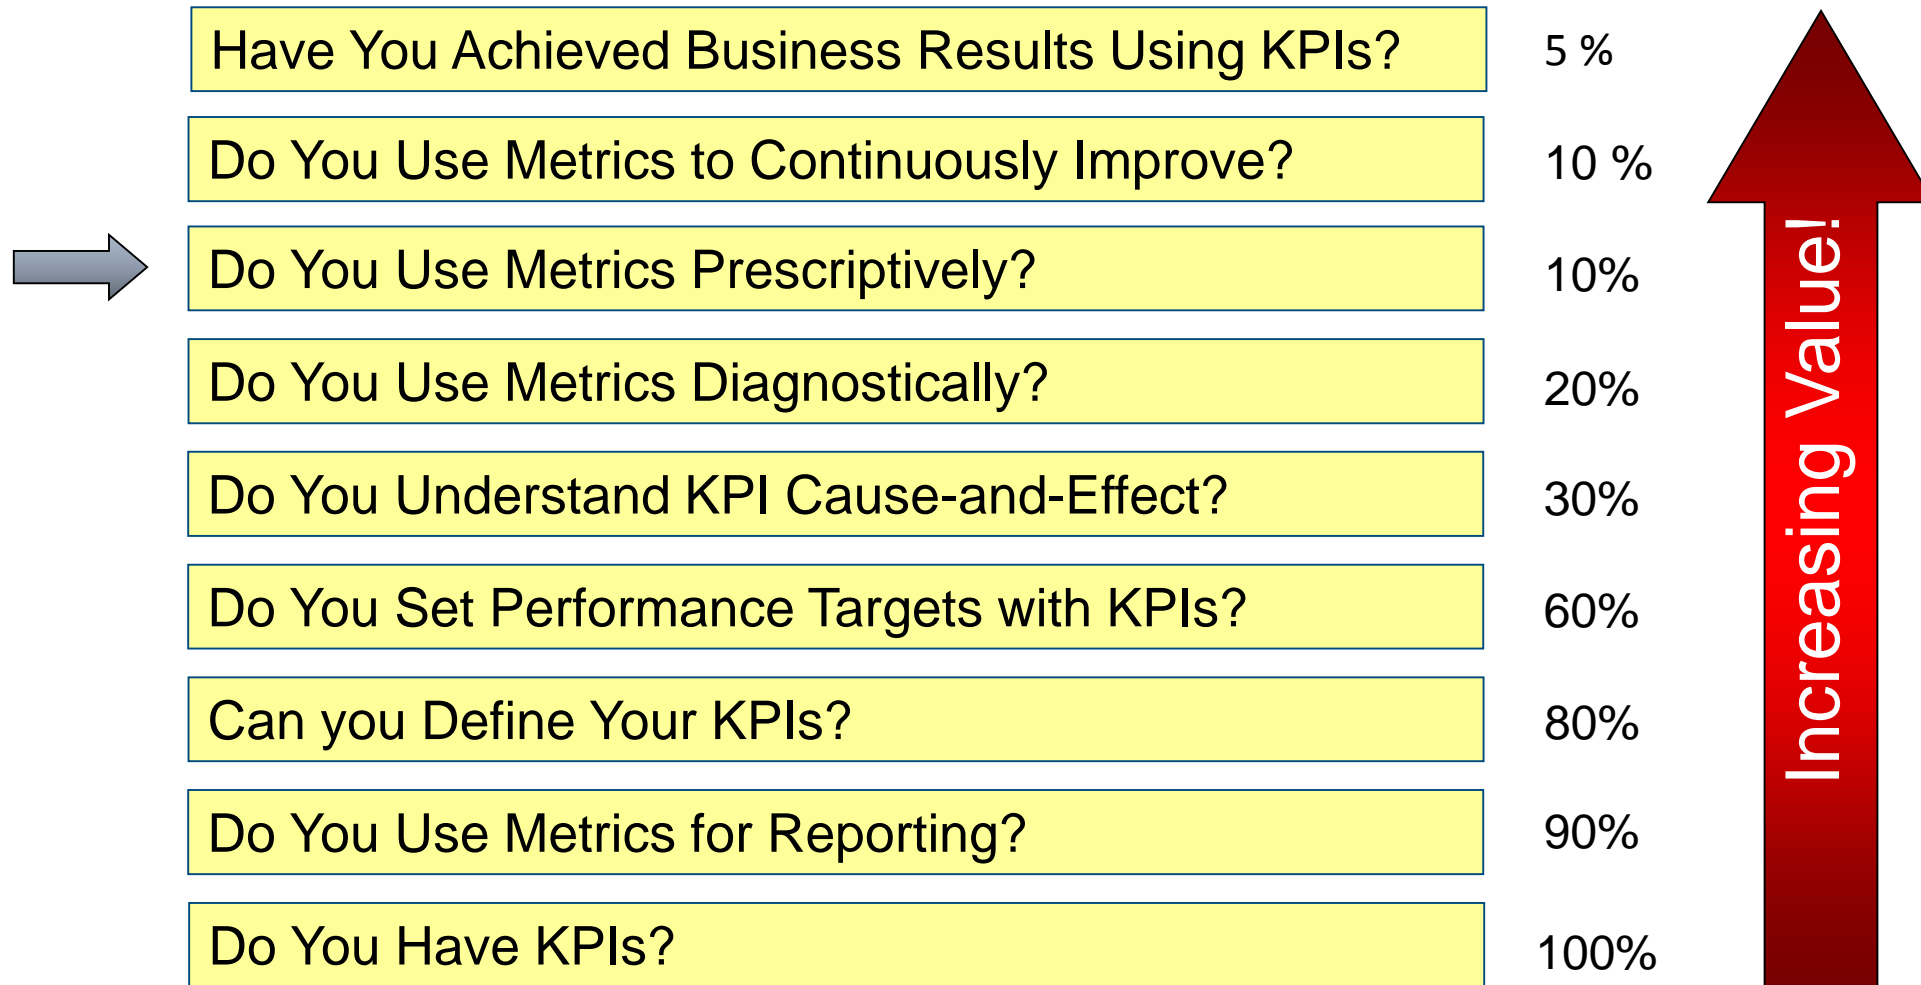 Have You Achieved Business Results Using KPIs? 5 %
Do You Use Metrics to Continuously Improve? 10 %
Do You Use Metrics Prescriptively? 10%
Do You Use Metrics Diagnostically? 20%
Do You Understand KPI Cause-and-Effect? 30%
Do You Set Performance Targets with KPIs? 60%
Can you Define Your KPIs? 80%
Do You Use Metrics for Reporting? 90%
Do You Have KPIs? 100%
Increasing Value!